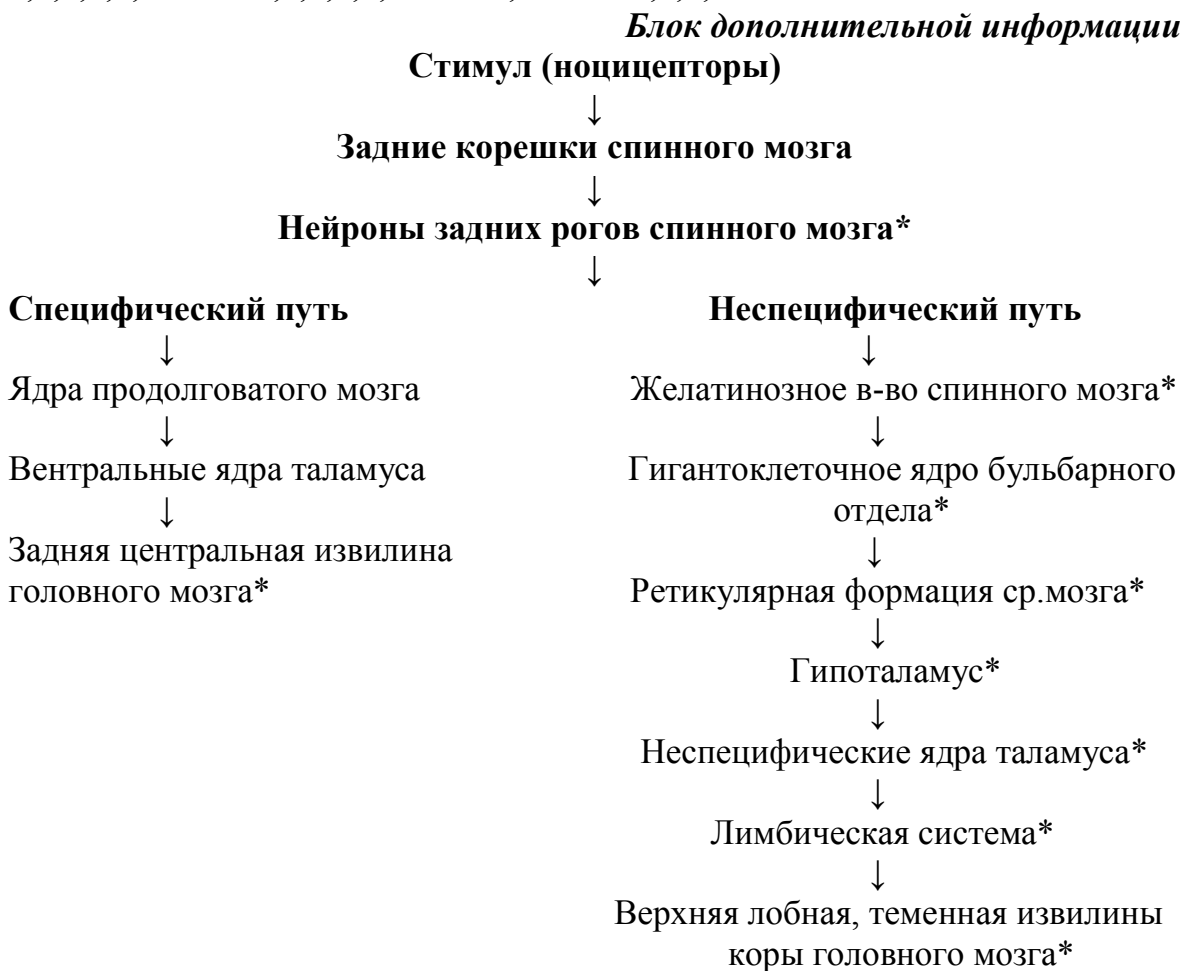 Блок дополнительной информации
Стимул (ноцицепторы)
↓
Задние корешки спинного мозга
↓
Нейроны задних рогов спинного мозга*
↓
Специфический путь
↓
Ядра продолговатого мозга
↓
Вентральные ядра таламуса
↓
Задняя центральная извилина
головного мозга*
Неспецифический путь
↓
Желатинозное в-во спинного мозга*
↓
Гигантоклеточное ядро бульбарного
отдела*
↓
Ретикулярная формация ср.мозга*
↓
Гипоталамус*
↓
Неспецифические ядра таламуса*
↓
Лимбическая система*
↓
Верхняя лобная, теменная извилины
коры головного мозга*